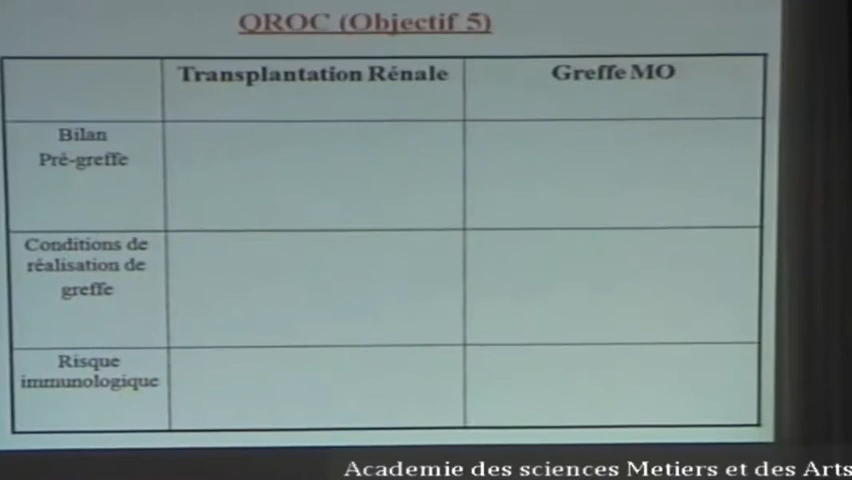 QROC (Objectif 5)
Transplantation Rénale
Greffe MO
Bilan
Pré-greffe
Conditions de
réalisation de
greffe
Risque
immunologique
Academie des sciences Metiers et des Arts